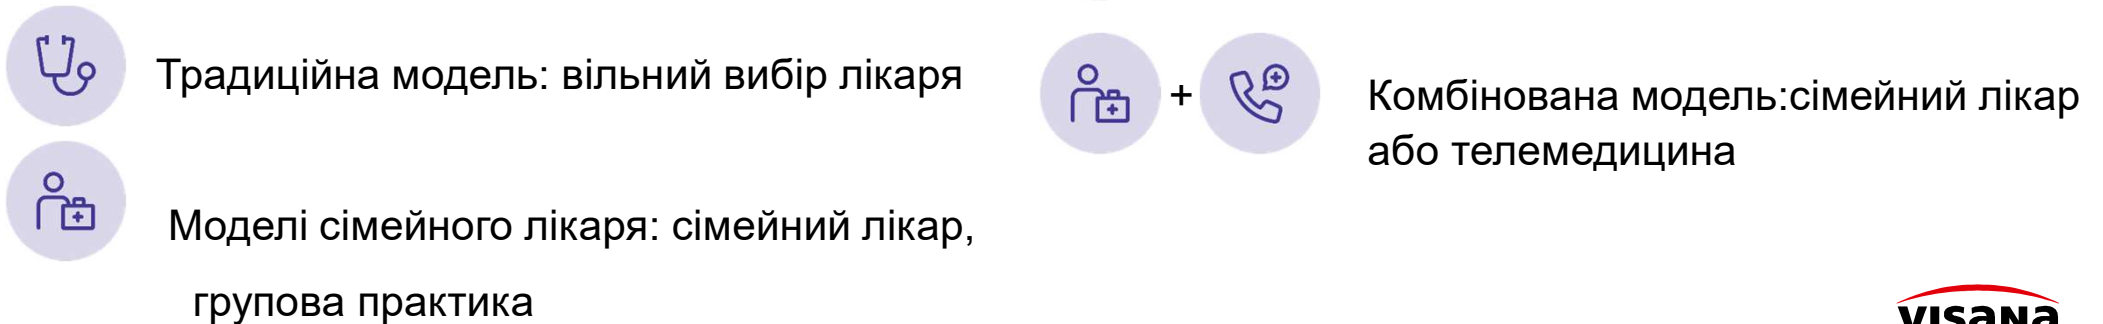 Традиційна модель: вільний вибір лікаря
Моделі сімейного лікаря: сімейний лікар,
групова практика
+
Комбінована модель:сімейний лікар
або телемедицина
visana